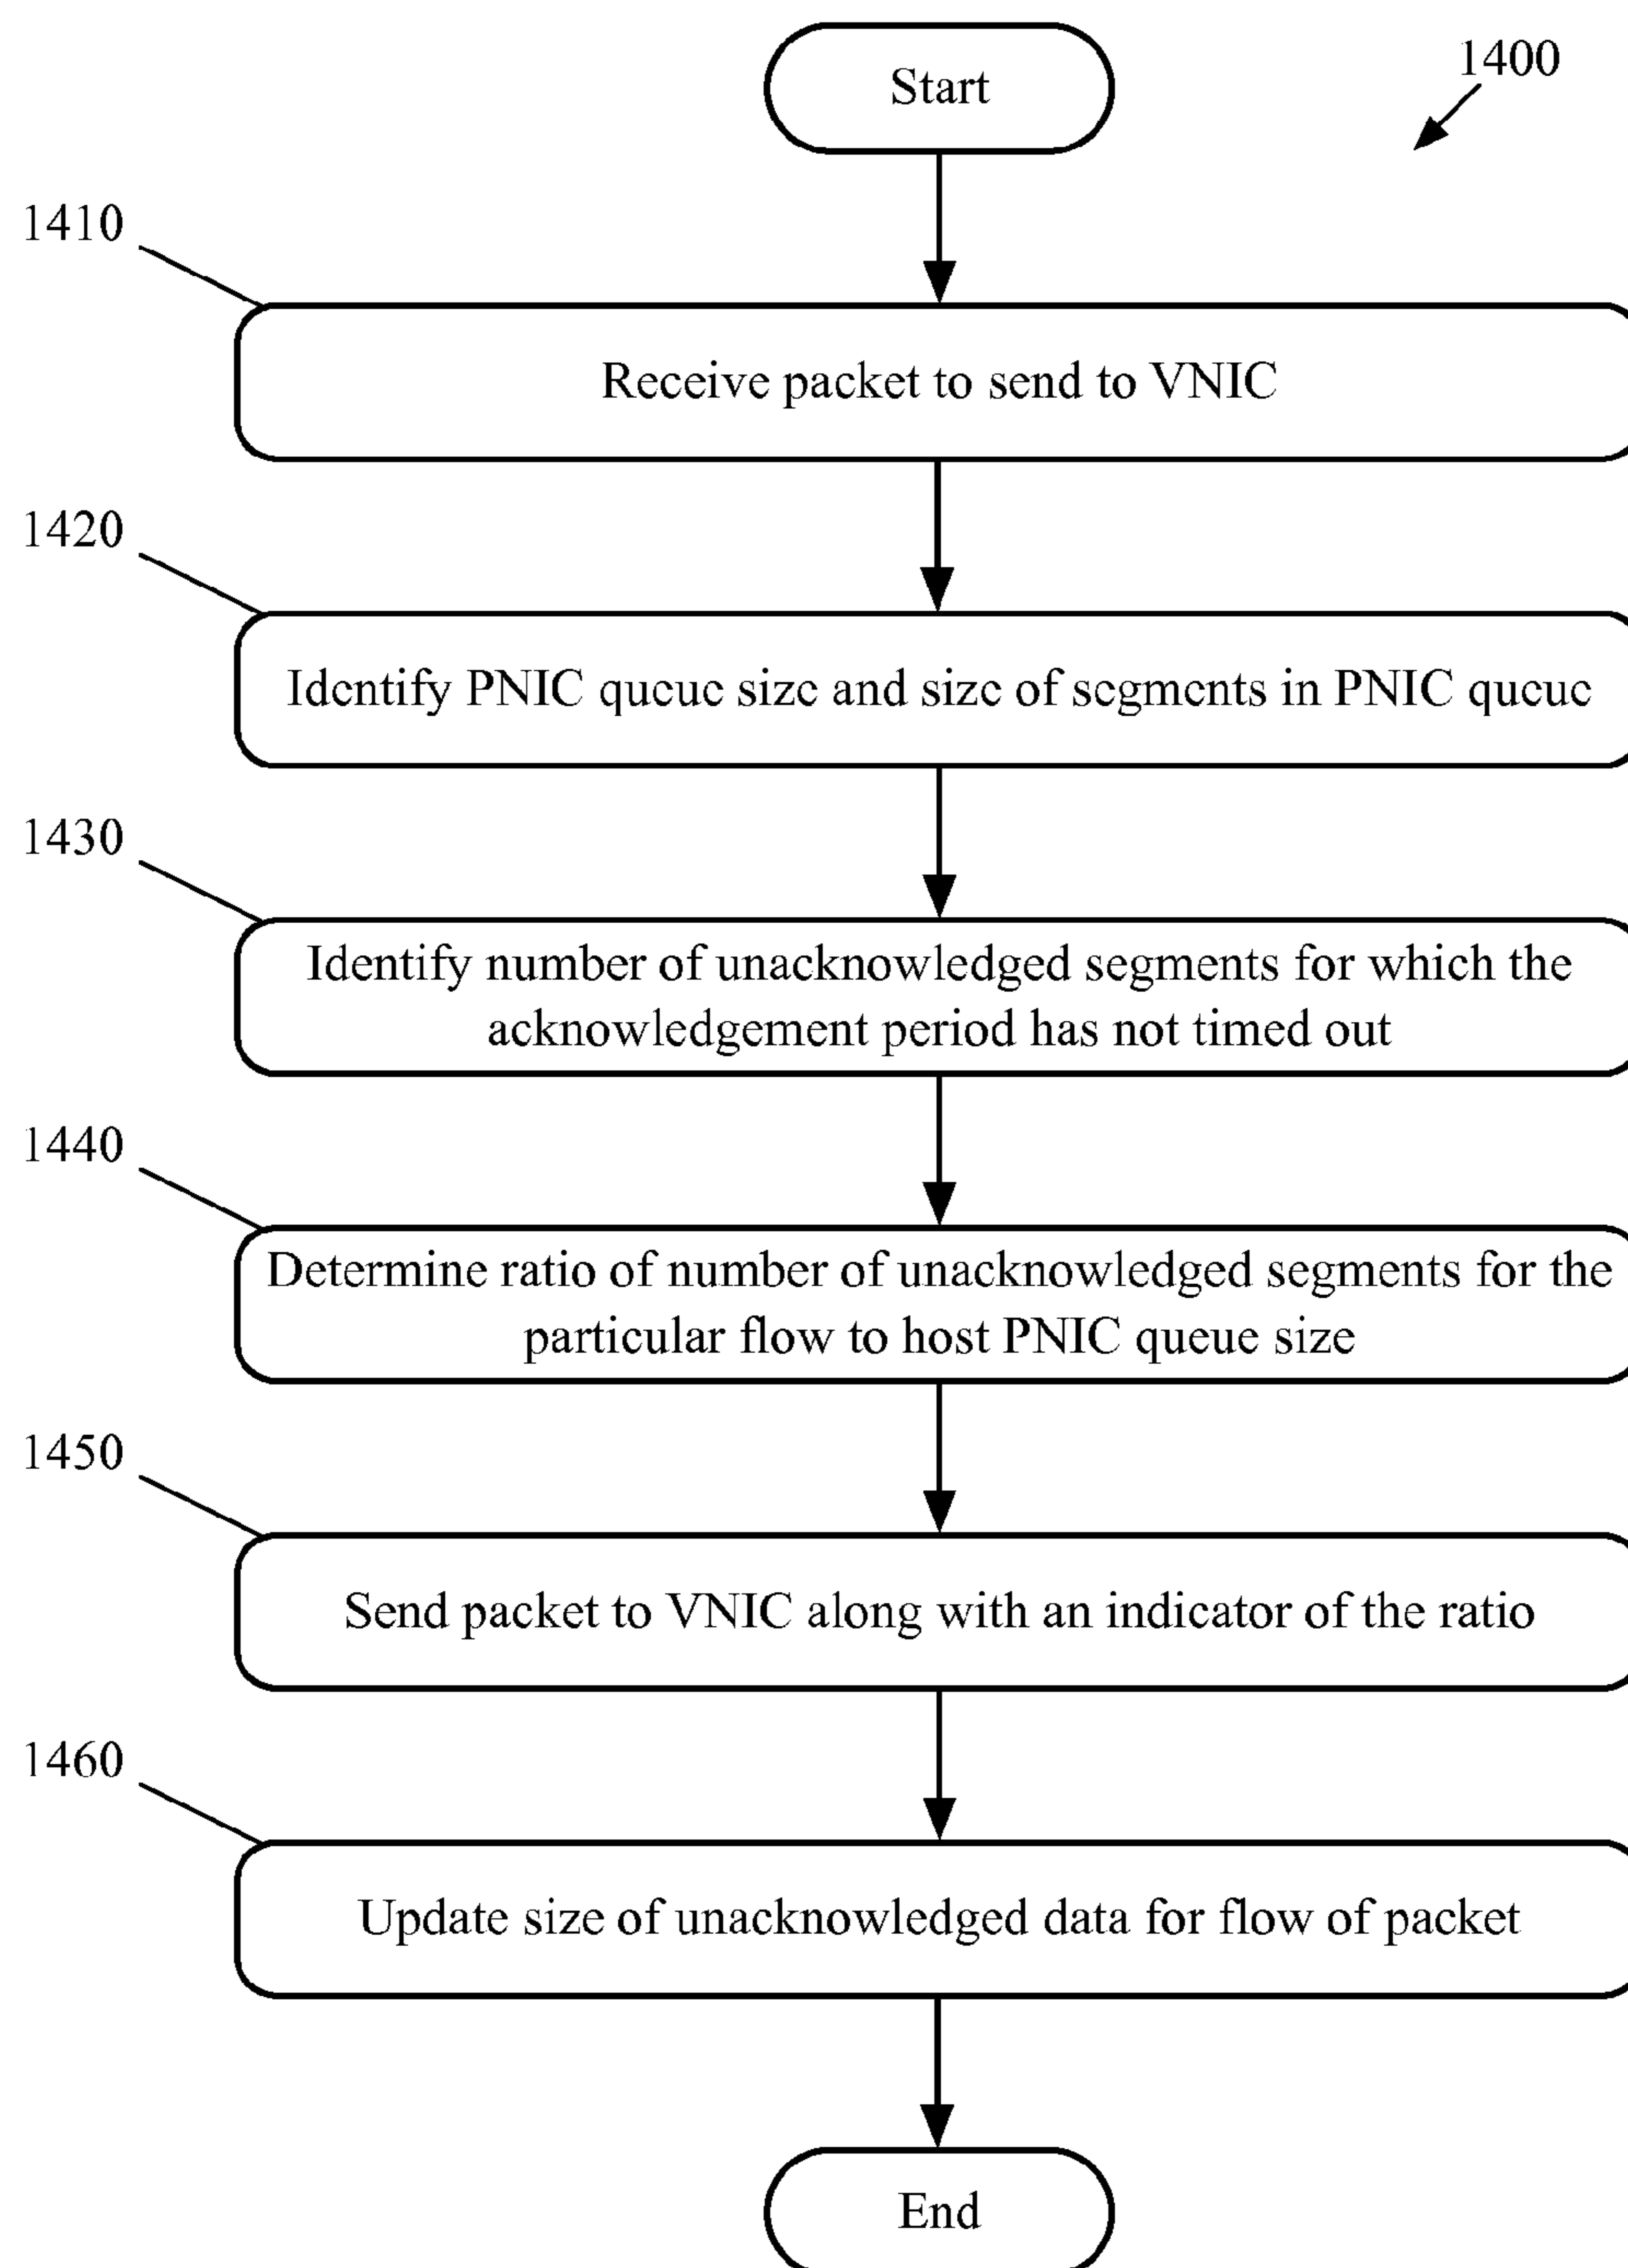 Start
1400
1410
Receive packet to send to VNIC
1420
Identify PNIC queue size and size of segments in PNIC queue
1430
Identify number of unacknowledged segments for which the
acknowledgement period has not timed out
1440
Determine ratio of number of unacknowledged segments for the
particular flow to host PNIC queue size
1450
Send packet to VNIC along with an indicator of the ratio
1460
Update size of unacknowledged data for flow of packet
End